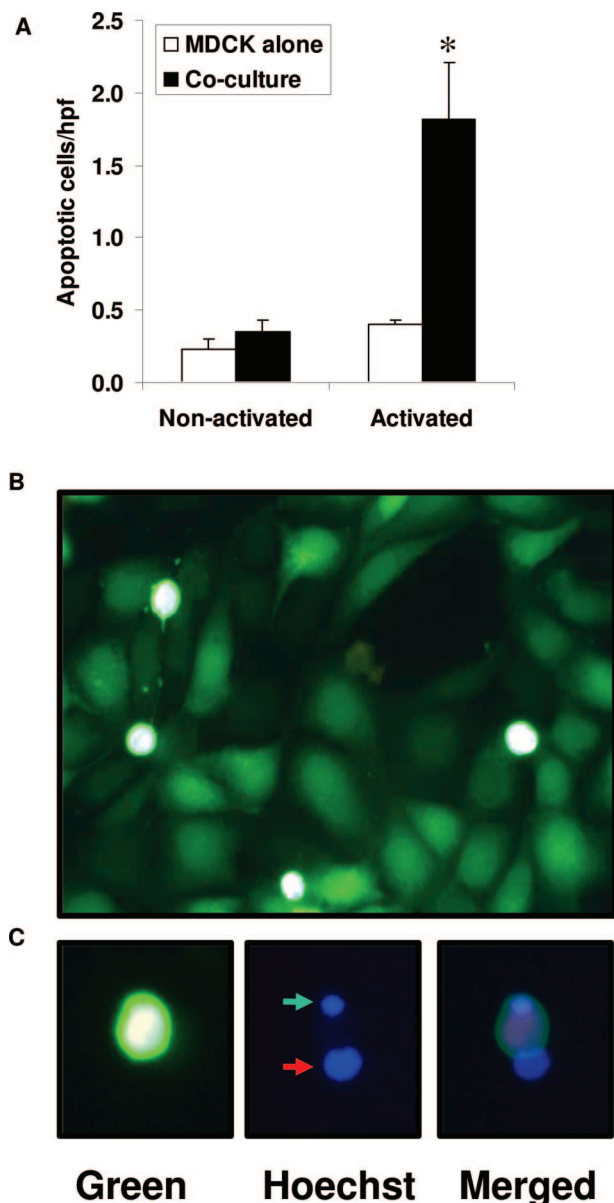 A
Apoptotic cells/hpf
2.5
2.0
1.5
1.0
0.5
0.0
MDCK alone
Co-culture
*
Non-activated
Activated
B
C
Green
Hoechst
Merged